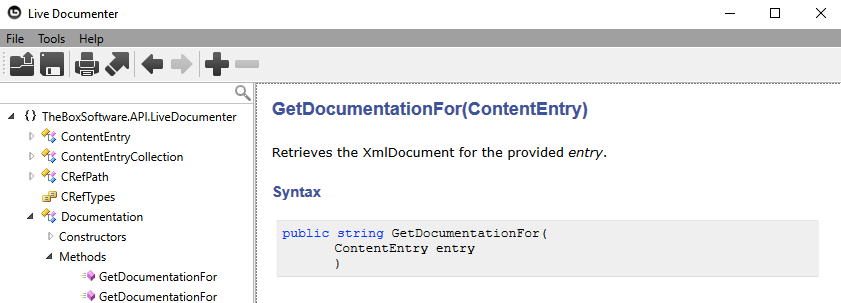 Live Documenter
File Tools Help
{ } TheBoxSoftware.API.LiveDocumenter
ContentEntry
ContentEntryCollection
CRefPath
CRefTypes
Documentation
Constructors
Methods
GetDocumentationFor
GetDocumentationFor
GetDocumentationFor(ContentEntry)
Retrieves the XmlDocument for the provided entry.
Syntax
public string GetDocumentationFor(
ContentEntry entry
)